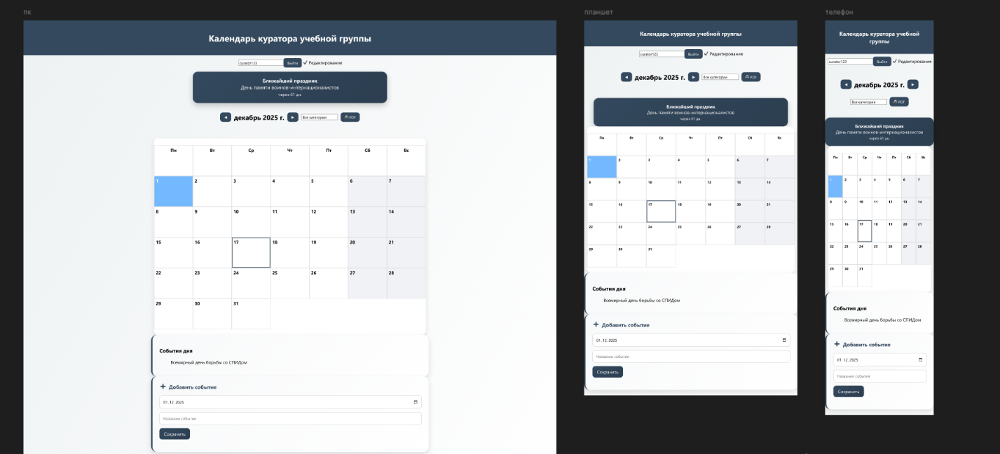 пк
Календарь куратора учебной группы
curator123 Выйти ✓ Редактирование
Ближайший праздник
День памяти воинов-интернационалистов
через 61 дн.
◄ декабрь 2025 г. ► Все категории PDF
Пн Вт Ср Чт Пт Сб Вс
1 2 3 4 5 6 7
8 9 10 11 12 13 14
15 16 17 18 19 20 21
22 23 24 25 26 27 28
29 30 31
События дня
Всемирный день борьбы со СПИДом
+ Добавить событие
01.12.2025
Название события
Сохранить
планшет
Календарь куратора учебной группы
curator123 Выйти ✓ Редактирование
◄ декабрь 2025 г. ► Все категории PDF
Ближайший праздник
День памяти воинов-интернационалистов
через 61 дн.
Пн Вт Ср Чт Пт Сб Вс
1 2 3 4 5 6 7
8 9 10 11 12 13 14
15 16 17 18 19 20 21
22 23 24 25 26 27 28
29 30 31
События дня
Всемирный день борьбы со СПИДом
+ Добавить событие
01.12.2025
Название события
Сохранить
телефон
Календарь куратора учебной
группы
curator123 Выйти ✓ Редактирование
◄ декабрь 2025 г. ►
Все категории PDF
Ближайший праздник
День памяти воинов-интернационалистов
через 61 дн.
Пн Вт Ср Чт Пт Сб Вс
1 2 3 4 5 6 7
8 9 10 11 12 13 14
15 16 17 18 19 20 21
22 23 24 25 26 27 28
29 30 31
События дня
Всемирный день борьбы со СПИДом
+ Добавить событие
01.12.2025
Название события
Сохранить